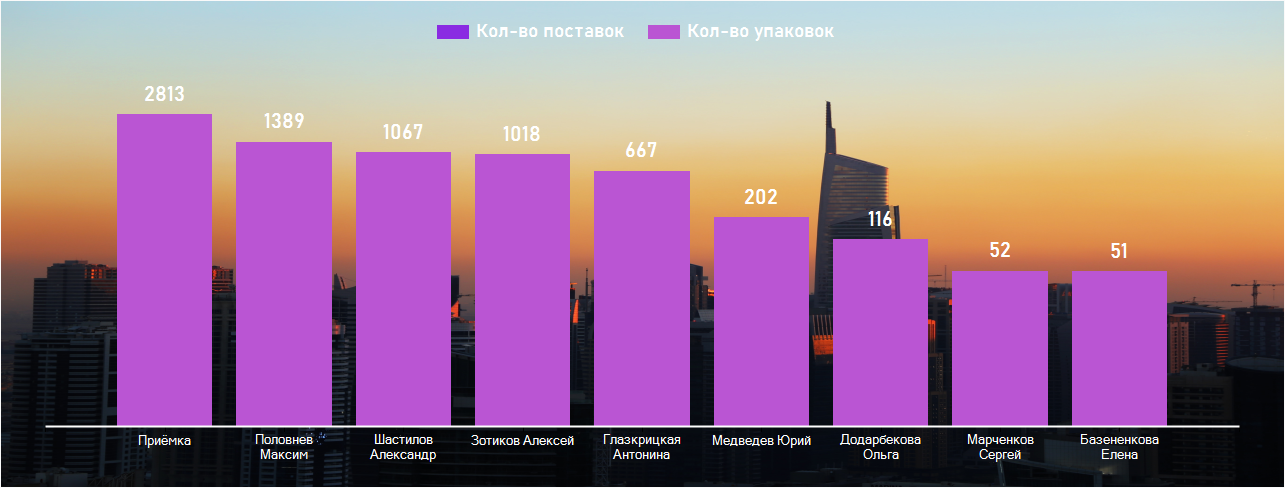 Кол-во поставок Кол-во упаковок
2813 1389 1067 1018 667 202 116 52 51
Приёмка
Половнев
Максим
Шастилов
Александр
Зотиков Алексей
Глазкрицкая
Антонина
Медведев Юрий
Додарбекова
Ольга
Марченков
Сергей
Базененкова
Елена